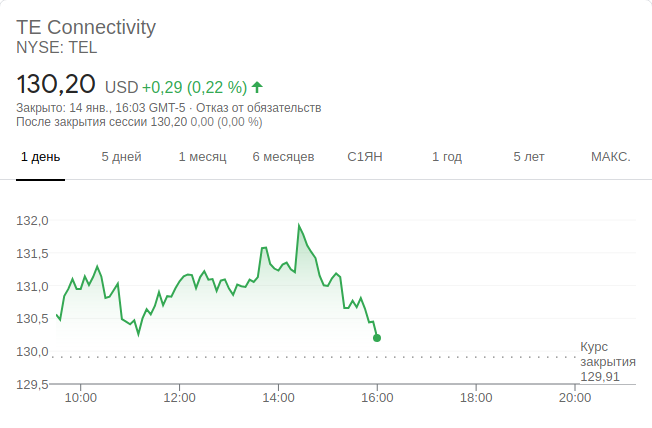 TE Connectivity
NYSE: TEL
130,20 USD +0,29 (0,22 %)
Закрыто: 14 янв., 16:03 GMT-5 · Отказ от обязательств
После закрытия сессии 130,20 0,00 (0,00 %)
1 день 5 дней 1 месяц 6 месяцев С1ЯН 1 год 5 лет МАКС.
132,0
131,5
131,0
130,5
130,0
129,5
Курс
закрытия
129,91
10:00 12:00 14:00 16:00 18:00 20:00